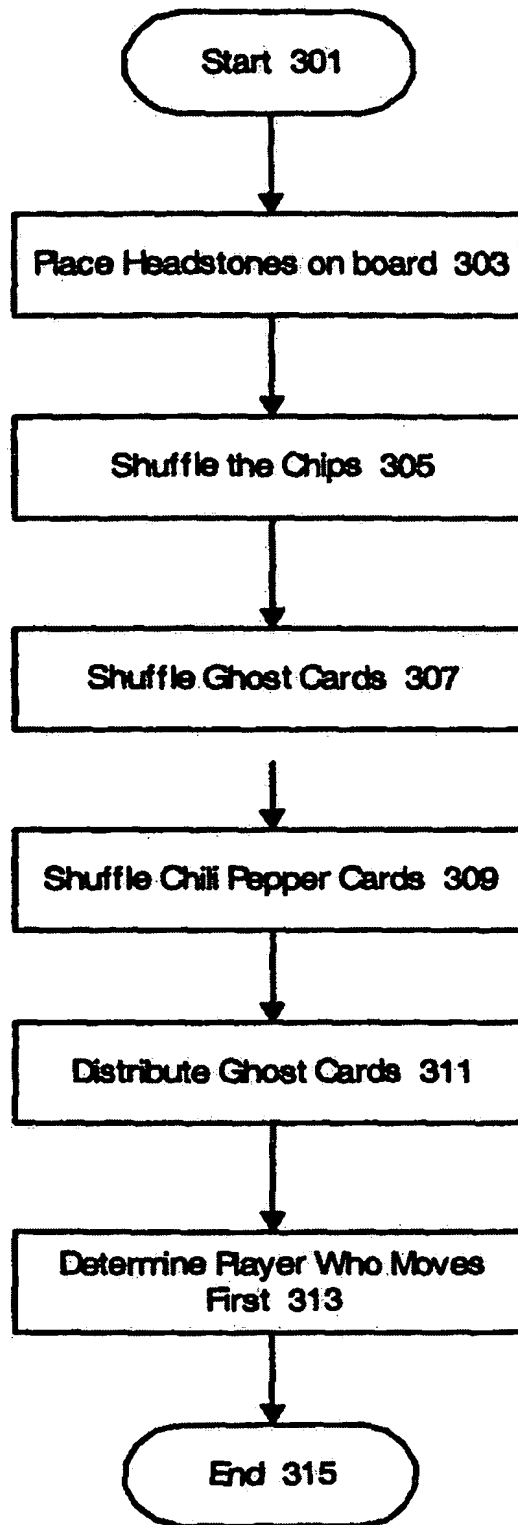 Start 301
Place Headstones on board 303
Shuffle the Chips 305
Shuffle Ghost Cards 307
Shuffle Chili Pepper Cards 309
Distribute Ghost Cards 311
Determine Player Who Moves
First 313
End 315